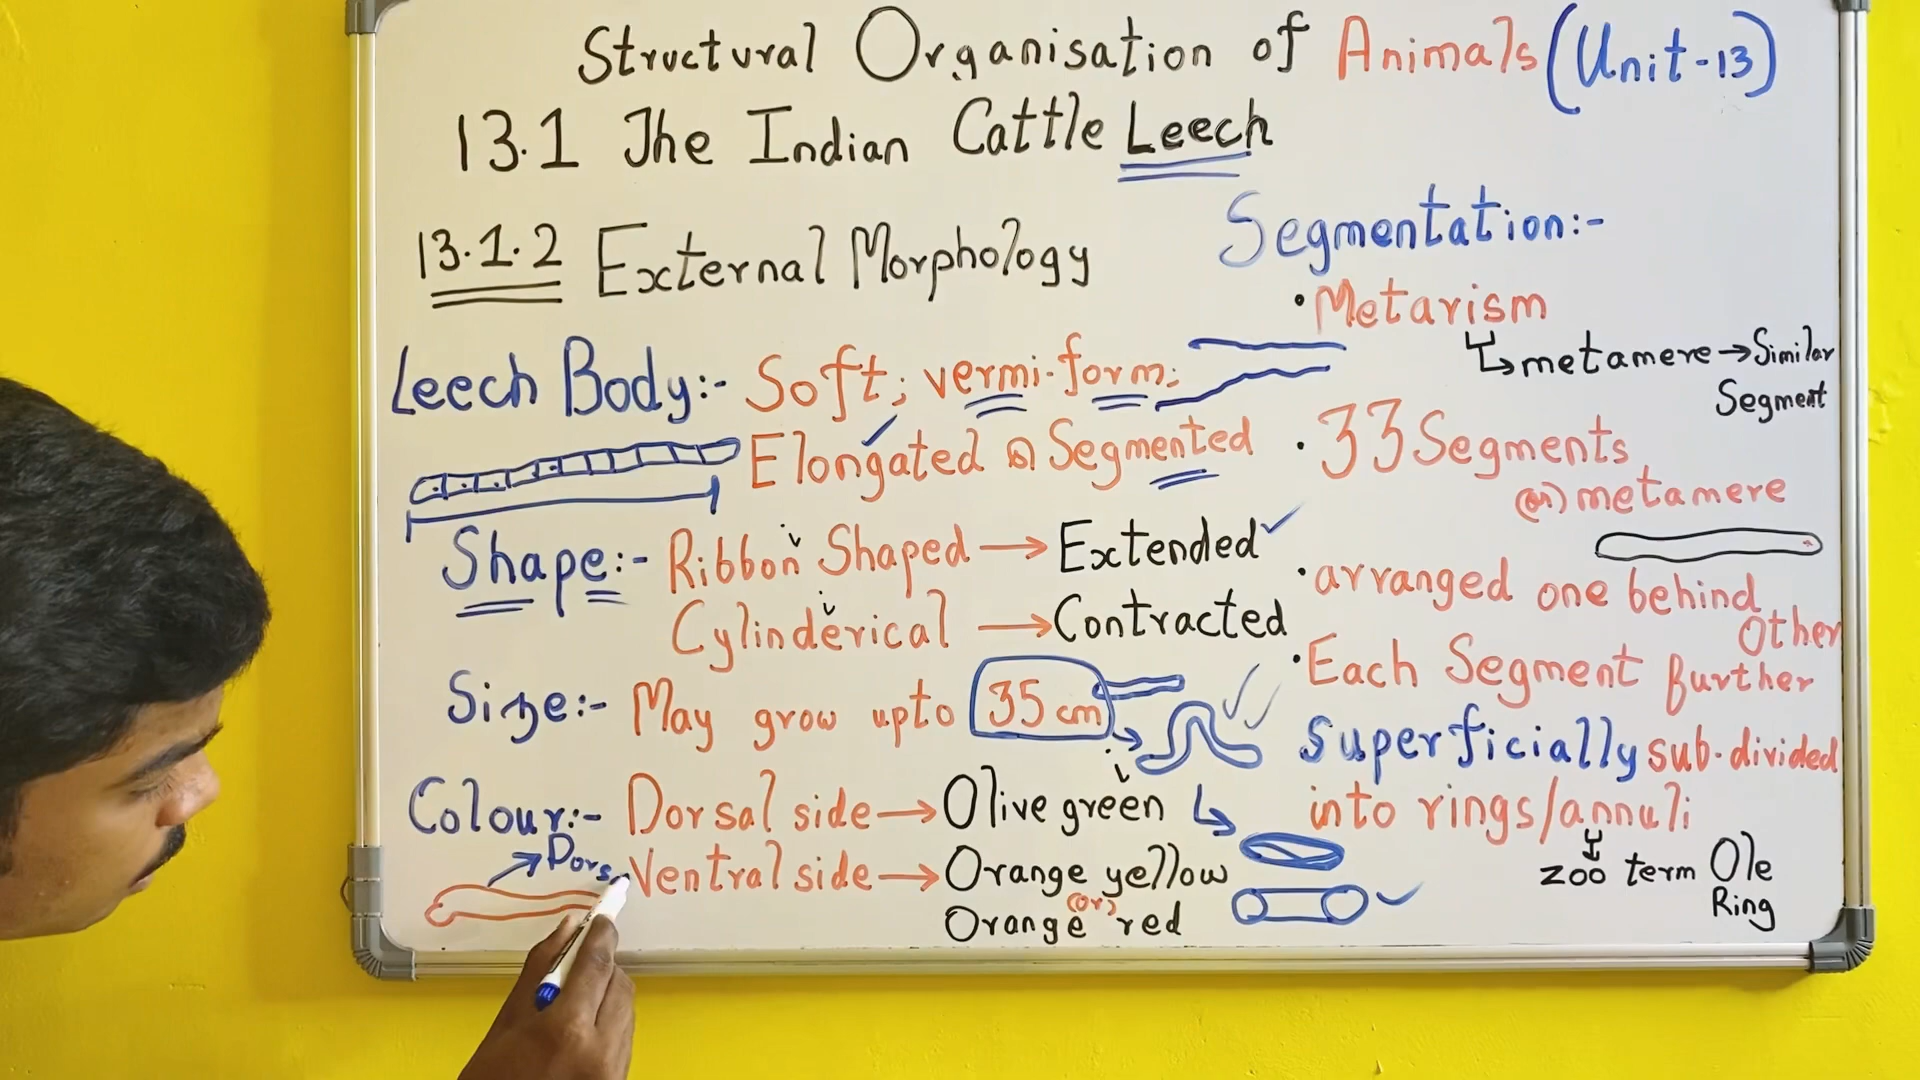 Structural Organisation of Animals (Unit-13)
13.1 The Indian Cattle Leech
13.1.2 External Morphology
Leech Body:- Soft; vermi-form;
Elongated (or) Segmented
Shape:- Ribbon Shaped → Extended ✓
Cylinderical → Contracted
Size:- May grow upto 35 cm
Colour:- Dorsal side → Olive green
Dors
Ventral side → Orange yellow
(or)
Orange red
Segmentation:-
• Metarism
↳ metamere → Similar
Segment
• 33 Segments
(or) metamere
• arranged one behind
Other
• Each Segment further
superficially sub-divided
into rings/annuli
zoo term Ole
Ring